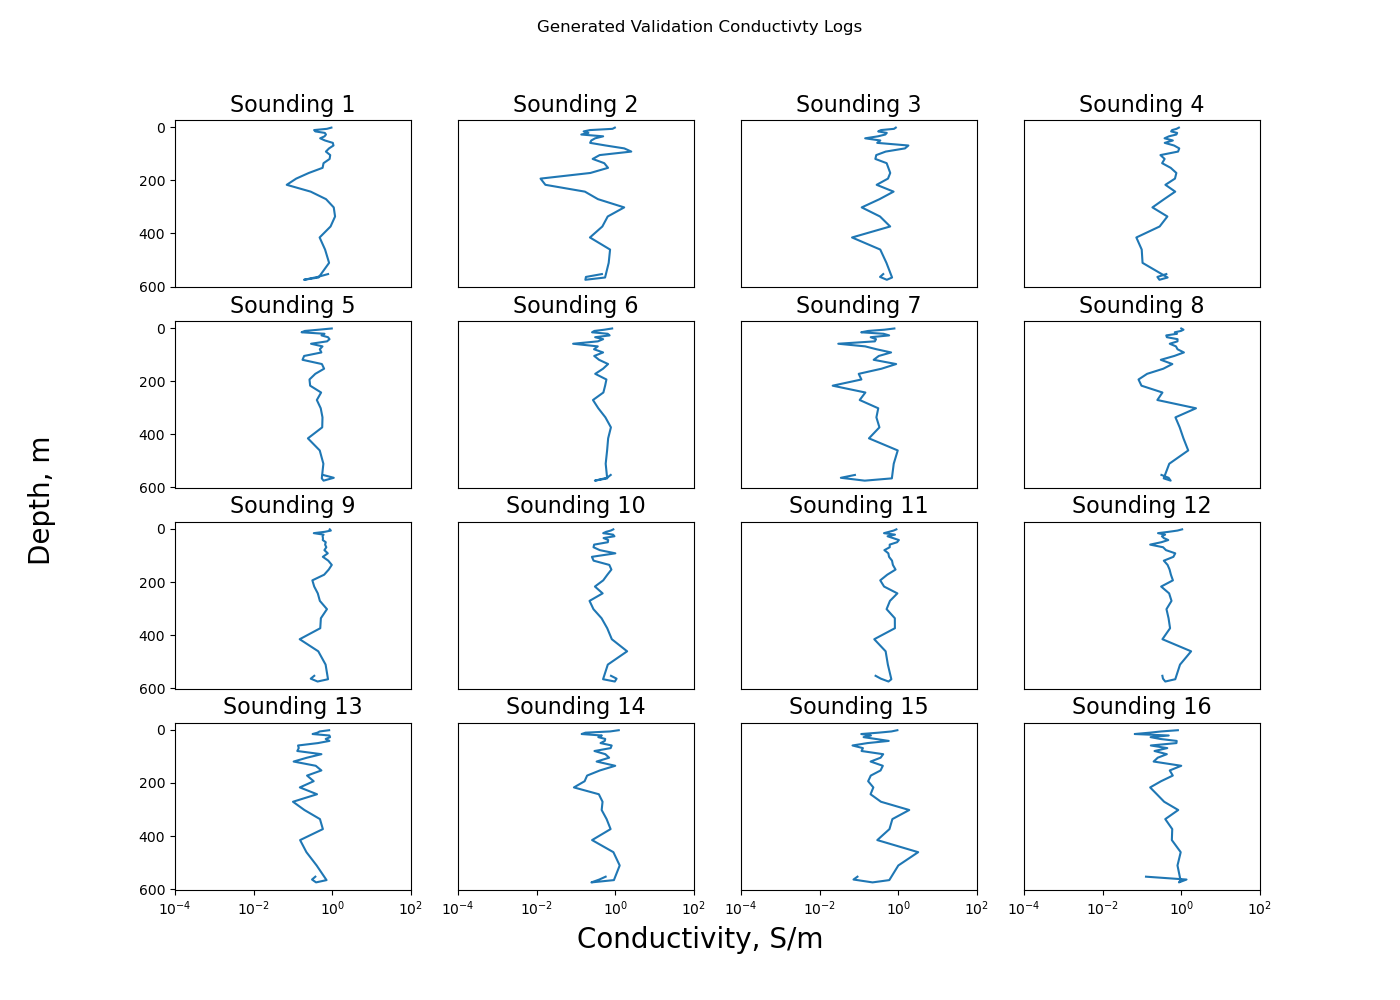 Generated Validation Conductivty Logs
Sounding 1 Sounding 2 Sounding 3 Sounding 4
0
200
400
600
Sounding 5 Sounding 6 Sounding 7 Sounding 8
0
200
400
600
Sounding 9 Sounding 10 Sounding 11 Sounding 12
0
200
400
600
Sounding 13 Sounding 14 Sounding 15 Sounding 16
0
200
400
600
Depth, m
10⁻⁴ 10⁻² 10⁰ 10² 10⁻⁴ 10⁻² 10⁰ 10² 10⁻⁴ 10⁻² 10⁰ 10² 10⁻⁴ 10⁻² 10⁰ 10²
Conductivity, S/m